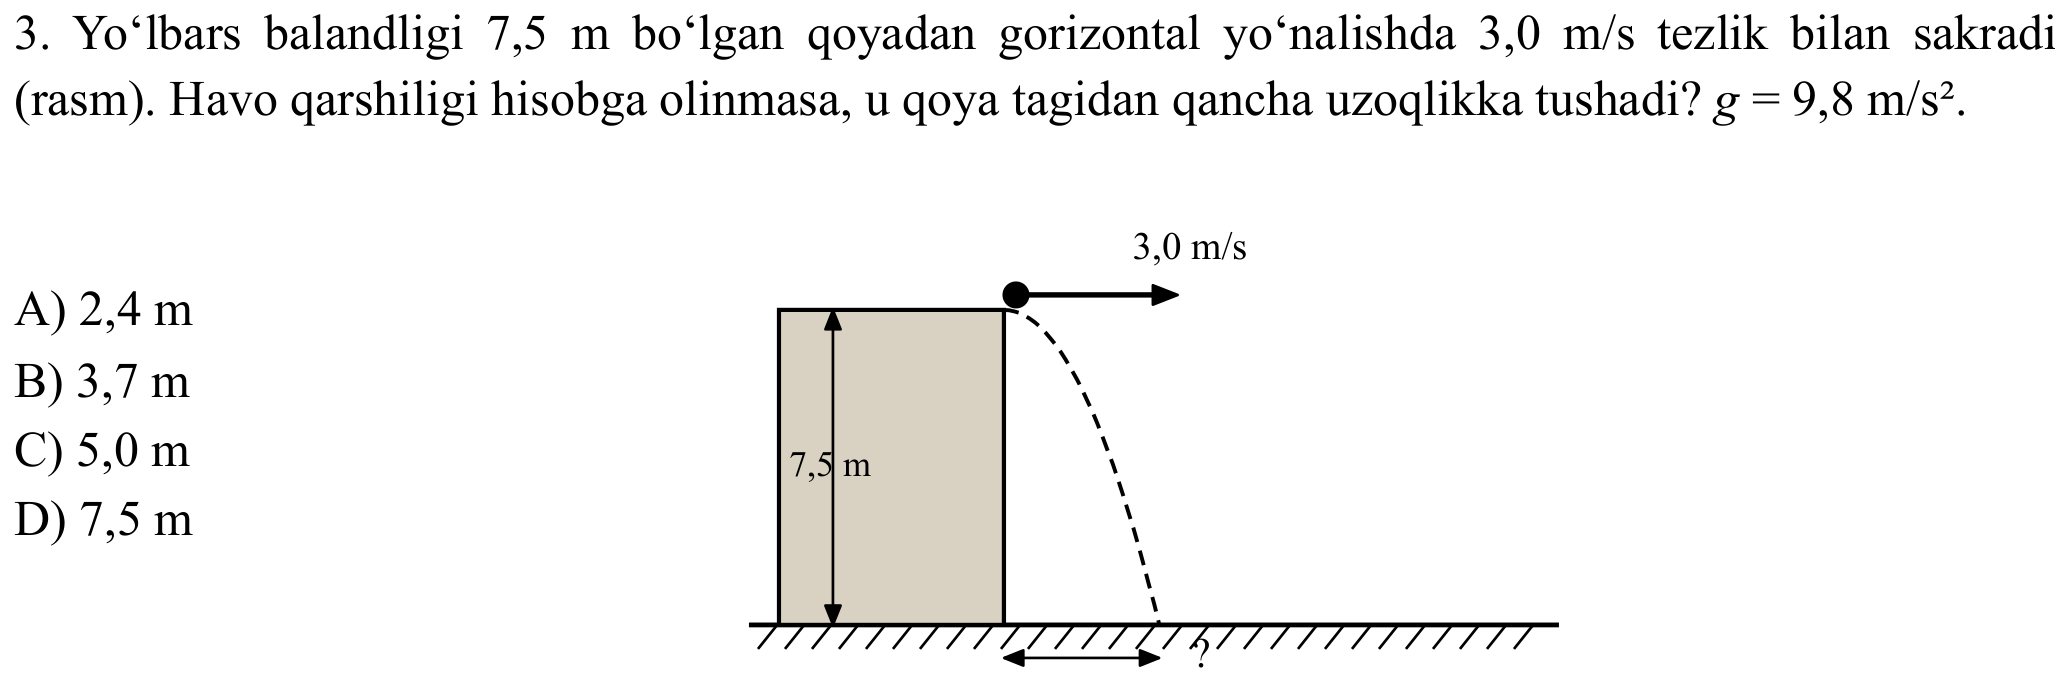 3. Yo‘lbars balandligi 7,5 m bo‘lgan qoyadan gorizontal yo‘nalishda 3,0 m/s tezlik bilan sakradi
(rasm). Havo qarshiligi hisobga olinmasa, u qoya tagidan qancha uzoqlikka tushadi? g = 9,8 m/s².
3,0 m/s
A) 2,4 m
B) 3,7 m
C) 5,0 m
D) 7,5 m
7,5 m
?